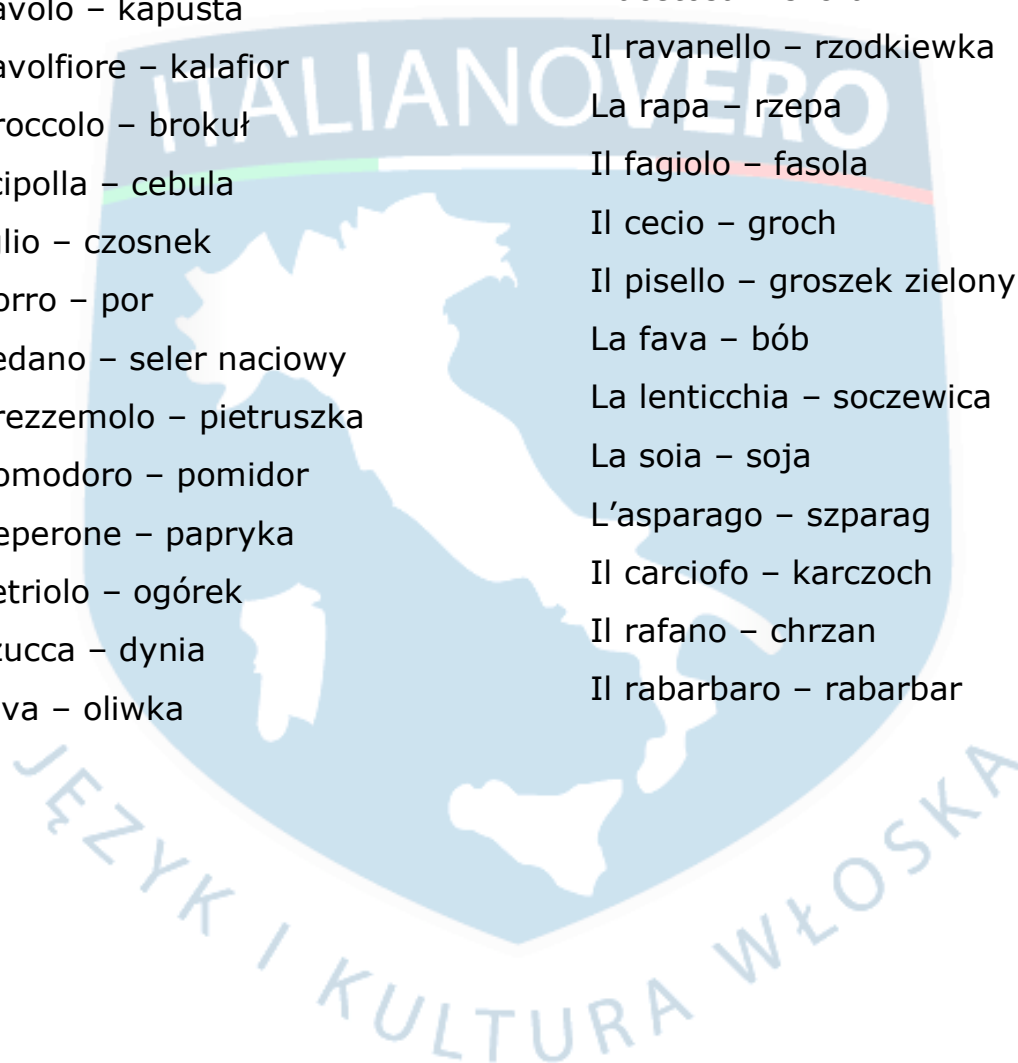 avolo – kapusta
avolfiore – kalafior
roccolo – brokuł
cipolla – cebula
lio – czosnek
orro – por
edano – seler naciowy
rezzemolo – pietruszka
omodoro – pomidor
eperone – papryka
etriolo – ogórek
zucca – dynia
va – oliwka
Il ravanello – rzodkiewka
La rapa – rzepa
Il fagiolo – fasola
Il cecio – groch
Il pisello – groszek zielony
La fava – bób
La lenticchia – soczewica
La soia – soja
L’asparago – szparag
Il carciofo – karczoch
Il rafano – chrzan
Il rabarbaro – rabarbar
ITALIANOVERO
JĘZYK I KULTURA WŁOSKA